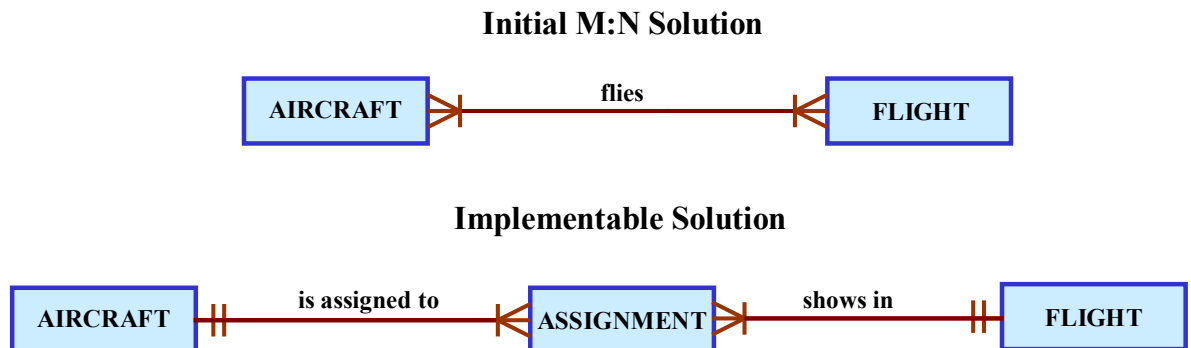 Initial M:N Solution
AIRCRAFT
flies
FLIGHT
Implementable Solution
AIRCRAFT
is assigned to
ASSIGNMENT
shows in
FLIGHT